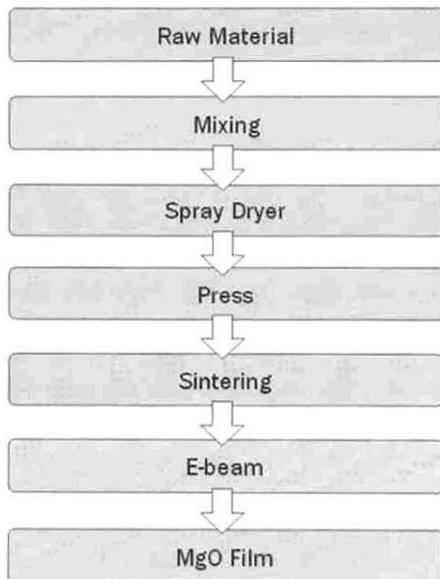 Raw Material
Mixing
Spray Dryer
Press
Sintering
E-beam
MgO Film